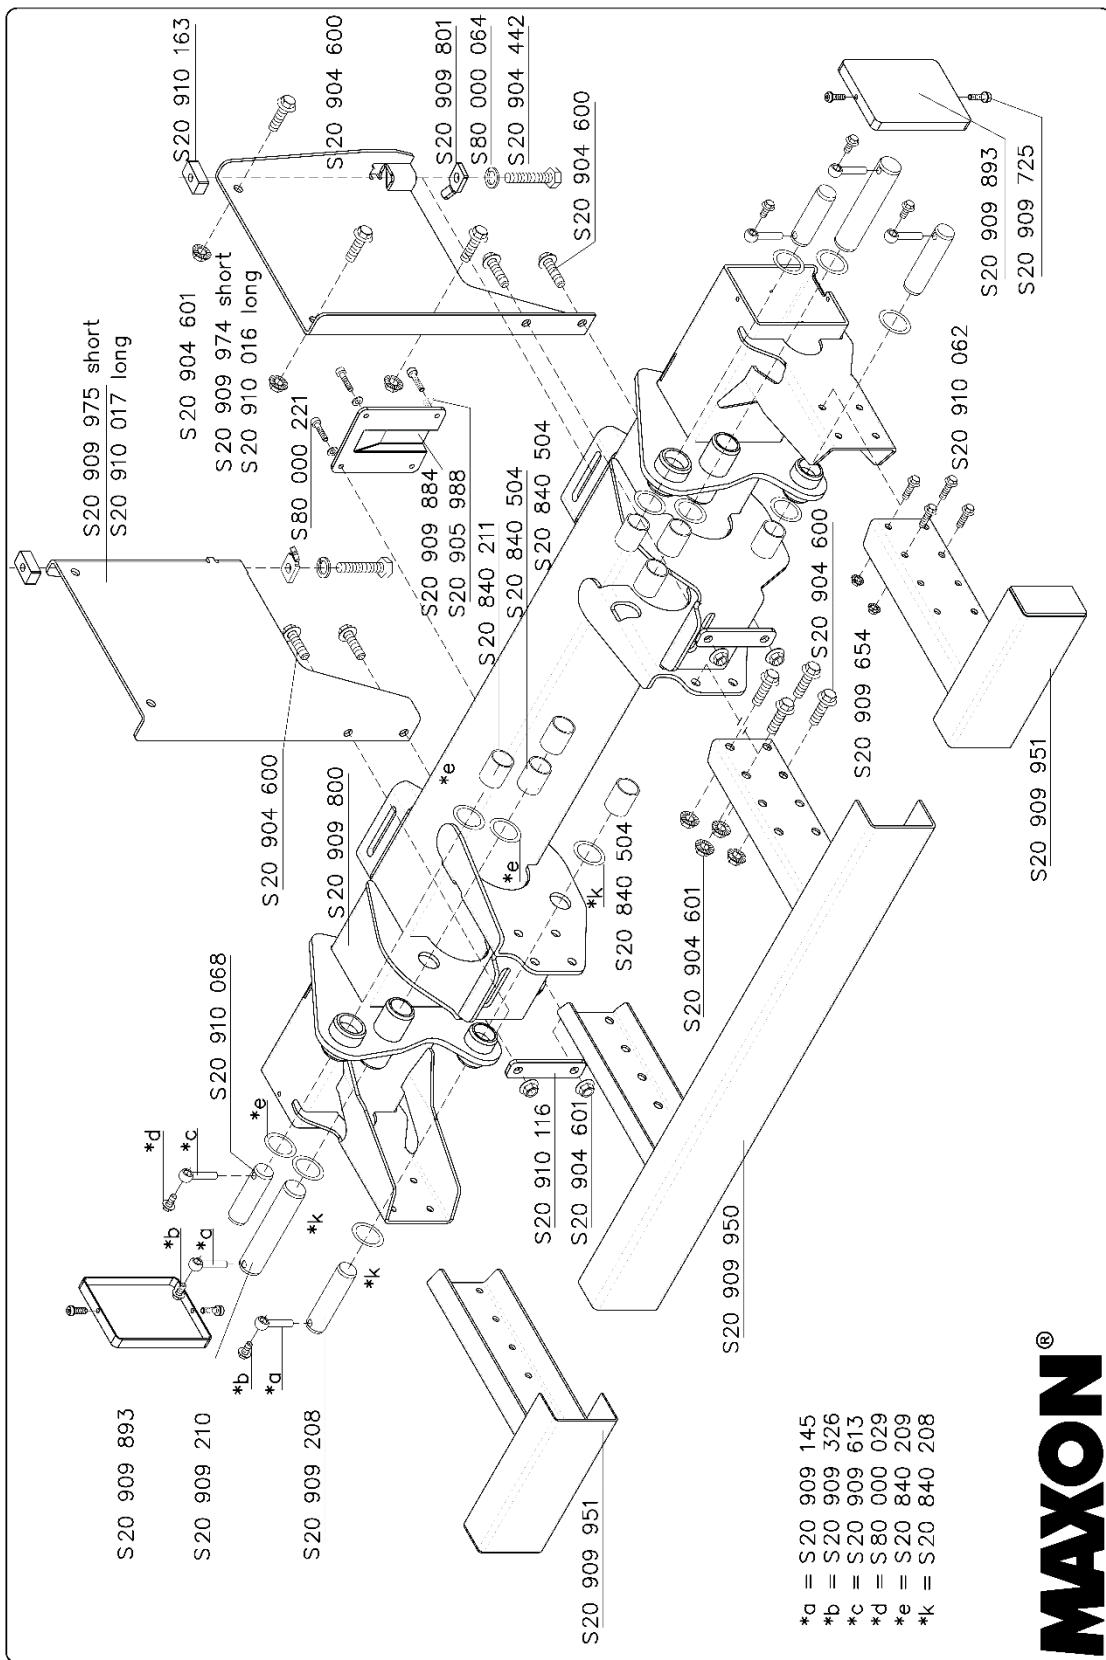 S20 910 163
S20 904 600
S20 909 801
S80 000 064
S20 904 442
S20 904 600
S20 909 893
S20 909 725
S20 904 601
S20 909 974 short
S20 910 016 long
S20 909 975 short
S20 910 017 long
S80 000 221
S20 909 884
S20 905 988
S20 840 211
S20 840 504
S20 840 504
S20 910 062
S20 904 600
S20 909 654
S20 909 951
S20 904 600
S20 909 800
*e
*e
*k
S20 840 504
S20 904 601
S20 910 068
*e
*d
*c
*b
*a
*k
*k
*b
*a
S20 910 116
S20 904 601
S20 909 950
S20 909 893
S20 909 210
S20 909 208
S20 909 951
*a = S20 909 145
*b = S20 909 326
*c = S20 909 613
*d = S80 000 029
*e = S20 840 209
*k = S20 840 208
MAXON®